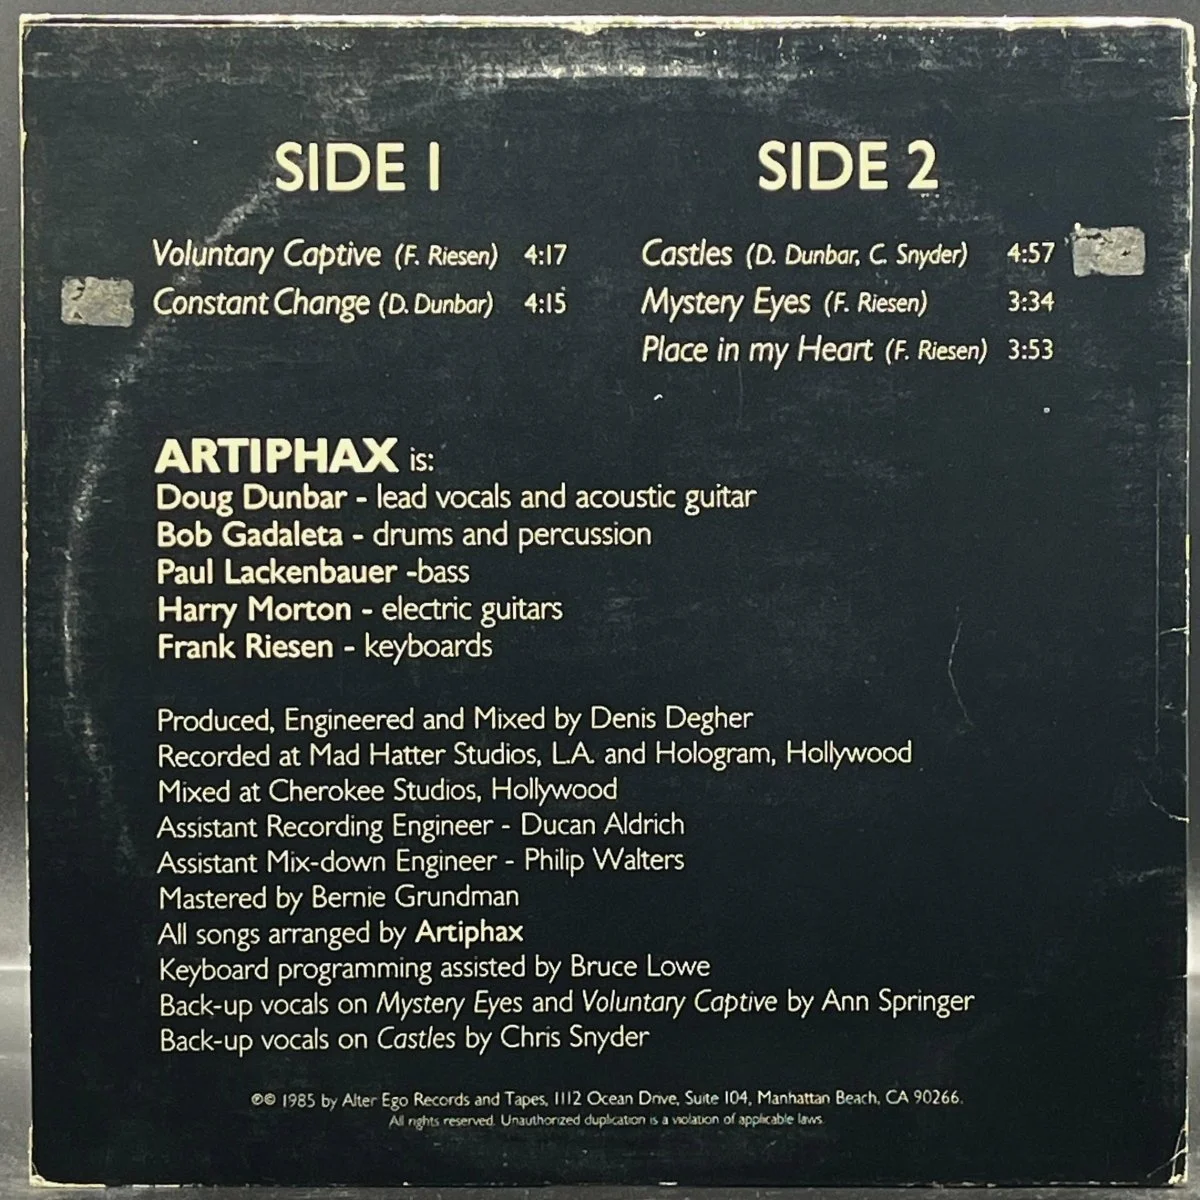 SIDE 1
Voluntary Captive (F. Riesen) 4:17
Constant Change (D. Dunbar) 4:15
SIDE 2
Castles (D. Dunbar, C. Snyder) 4:57
Mystery Eyes (F. Riesen) 3:34
Place in my Heart (F. Riesen) 3:53
ARTIPHAX is:
Doug Dunbar - lead vocals and acoustic guitar
Bob Gadaleta - drums and percussion
Paul Lackenbauer -bass
Harry Morton - electric guitars
Frank Riesen - keyboards
Produced, Engineered and Mixed by Denis Degher
Recorded at Mad Hatter Studios, L.A. and Hologram, Hollywood
Mixed at Cherokee Studios, Hollywood
Assistant Recording Engineer - Ducan Aldrich
Assistant Mix-down Engineer - Philip Walters
Mastered by Bernie Grundman
All songs arranged by Artiphax
Keyboard programming assisted by Bruce Lowe
Back-up vocals on Mystery Eyes and Voluntary Captive by Ann Springer
Back-up vocals on Castles by Chris Snyder
℗© 1985 by Alter Ego Records and Tapes, 1112 Ocean Drive, Suite 104, Manhattan Beach, CA 90266.
All rights reserved. Unauthorized duplication is a violation of applicable laws.